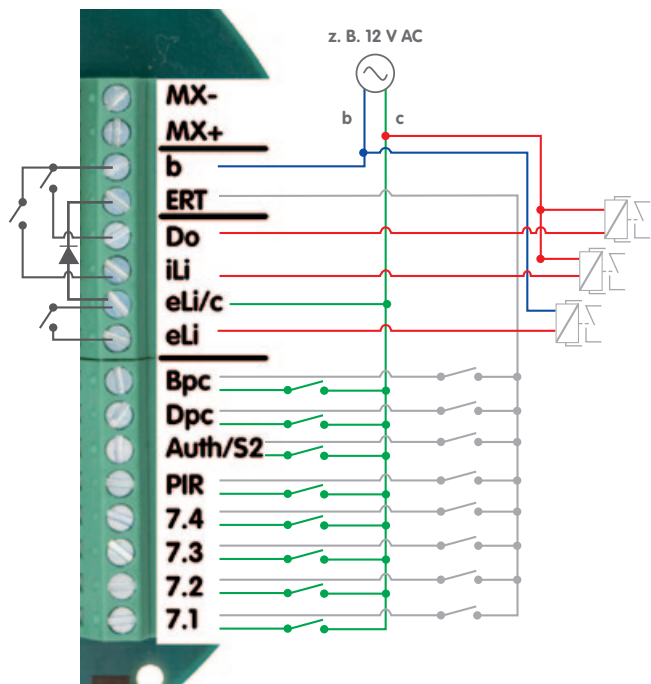 z. B. 12 V AC
b
c
MX-
MX+
b
ERT
Do
iLi
eLi/c
eLi
Bpc
Dpc
Auth/S2
PIR
7.4
7.3
7.2
7.1